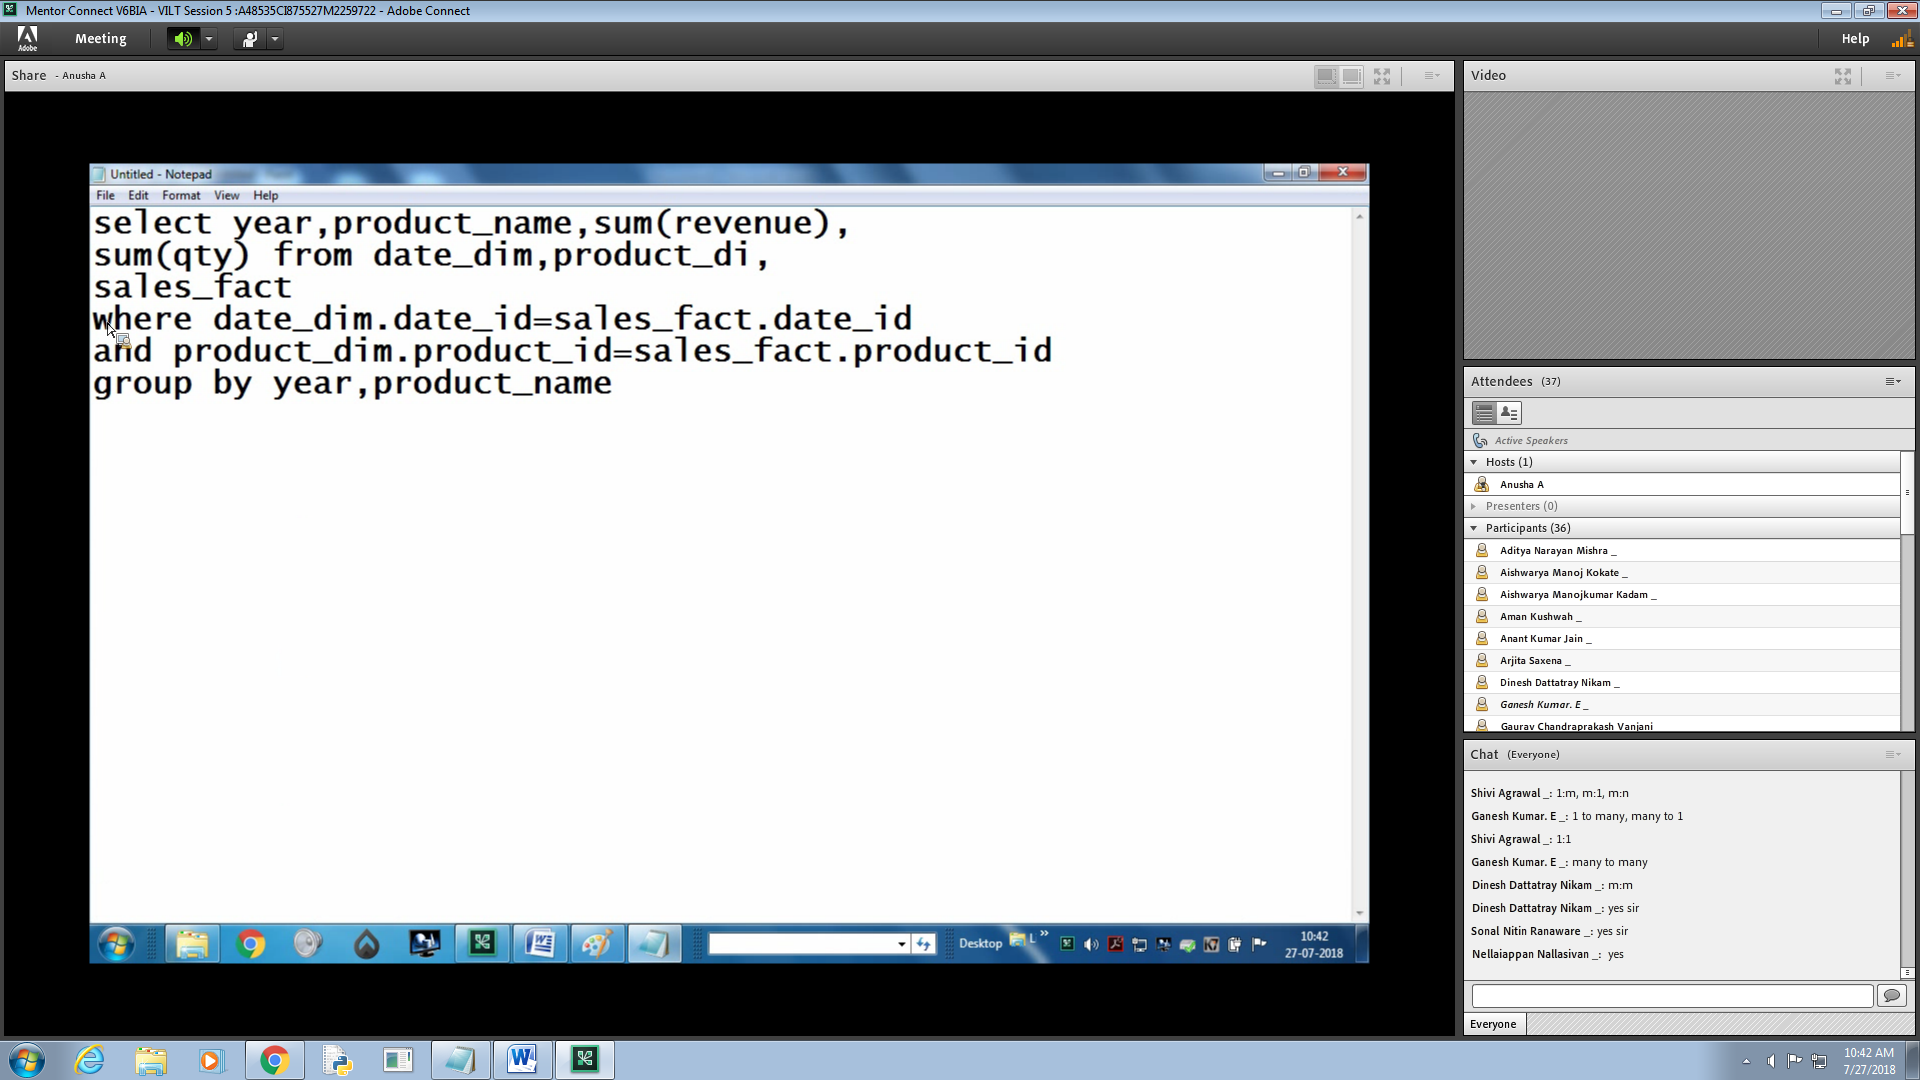 Mentor Connect V6BIA - VILT Session 5 :A48535CI875527M2259722 - Adobe Connect
Adobe
Meeting
Help
Share - Anusha A
Untitled - Notepad
File Edit Format View Help
select year,product_name,sum(revenue),
sum(qty) from date_dim,product_di,
sales_fact
where date_dim.date_id=sales_fact.date_id
and product_dim.product_id=sales_fact.product_id
group by year,product_name
Desktop
L
10:42
27-07-2018
Video
Attendees (37)
Active Speakers
Hosts (1)
Anusha A
Presenters (0)
Participants (36)
Aditya Narayan Mishra _
Aishwarya Manoj Kokate _
Aishwarya Manojkumar Kadam _
Aman Kushwah _
Anant Kumar Jain _
Arjita Saxena _
Dinesh Dattatray Nikam _
Ganesh Kumar. E _
Gaurav Chandraprakash Vanjani
Chat (Everyone)
Shivi Agrawal _: 1:m, m:1, m:n
Ganesh Kumar. E _: 1 to many, many to 1
Shivi Agrawal _: 1:1
Ganesh Kumar. E _: many to many
Dinesh Dattatray Nikam _: m:m
Dinesh Dattatray Nikam _: yes sir
Sonal Nitin Ranaware _: yes sir
Nellaiappan Nallasivan _: yes
Everyone
10:42 AM
7/27/2018